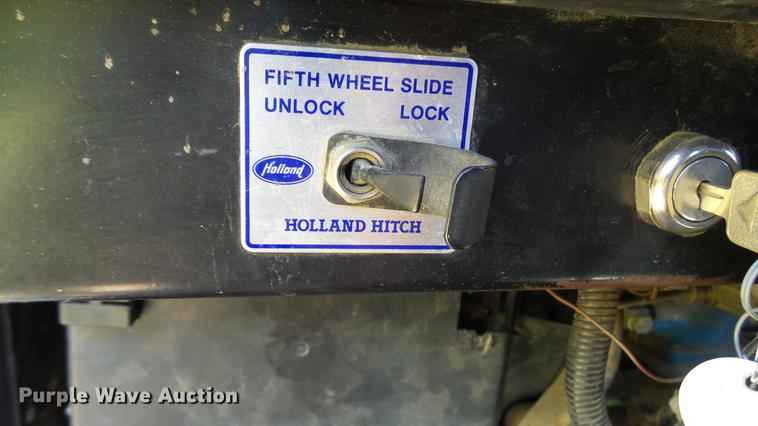 FIFTH WHEEL SLIDE
UNLOCK LOCK
Holland
HOLLAND HITCH
Purple Wave Auction